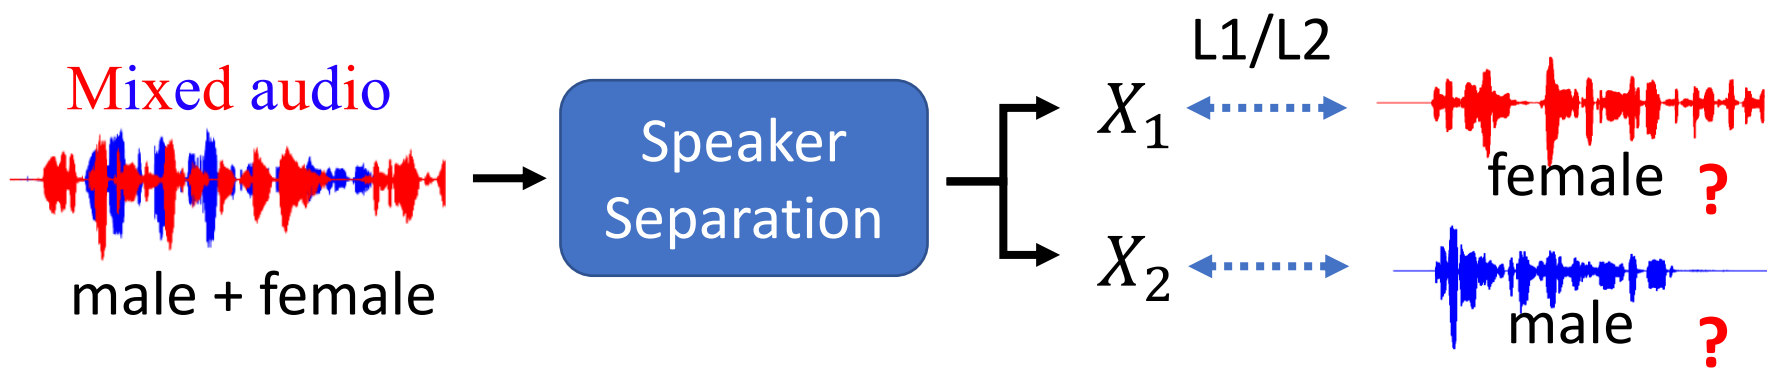 Mixed audio
male + female
Speaker
Separation
X₁
X₂
L1/L2
female ?
male ?